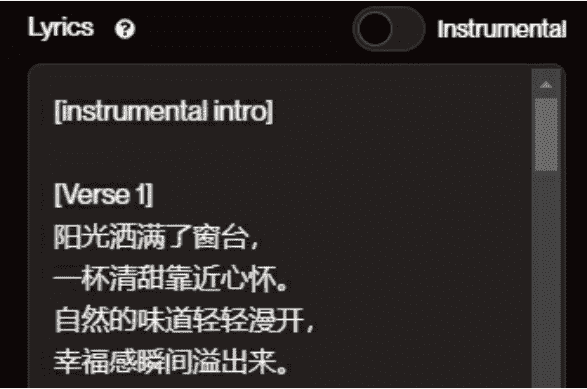 Lyrics ?
Instrumental
[instrumental intro]
[Verse 1]
阳光洒满了窗台，
一杯清甜靠近心怀。
自然的味道轻轻漫开，
幸福感瞬间溢出来。